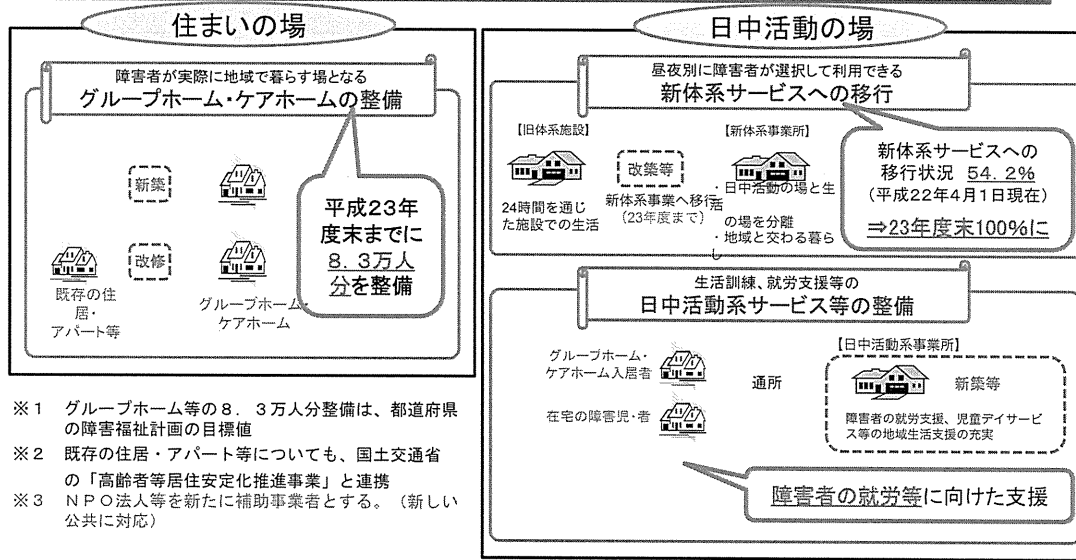 住まいの場
障害者が実際に地域で暮らす場となる
グループホーム・ケアホームの整備
新築
改修
既存の住
居・
アパート等
グループホーム・
ケアホーム
平成23年
度末までに
8.3万人
分を整備
※1 グループホーム等の8.3万人分整備は、都道府県
の障害福祉計画の目標値
※2 既存の住居・アパート等についても、国土交通省
の「高齢者等居住安定化推進事業」と連携
※3 NPO法人等を新たに補助事業者とする。（新しい
公共に対応）
日中活動の場
昼夜別に障害者が選択して利用できる
新体系サービスへの移行
【旧体系施設】
24時間を通じ
た施設での生活
改築等
新体系事業へ移行
（23年度まで）
【新体系事業所】
・日中活動の場と生
活
の場を分離
・地域と交わる暮ら
し
新体系サービスへの
移行状況 54.2%
（平成22年4月1日現在）
⇒23年度末100%に
生活訓練、就労支援等の
日中活動系サービス等の整備
グループホーム・
ケアホーム入居者
在宅の障害児・者
通所
【日中活動系事業所】
新築等
障害者の就労支援、児童デイサービ
ス等の地域生活支援の充実
障害者の就労等に向けた支援